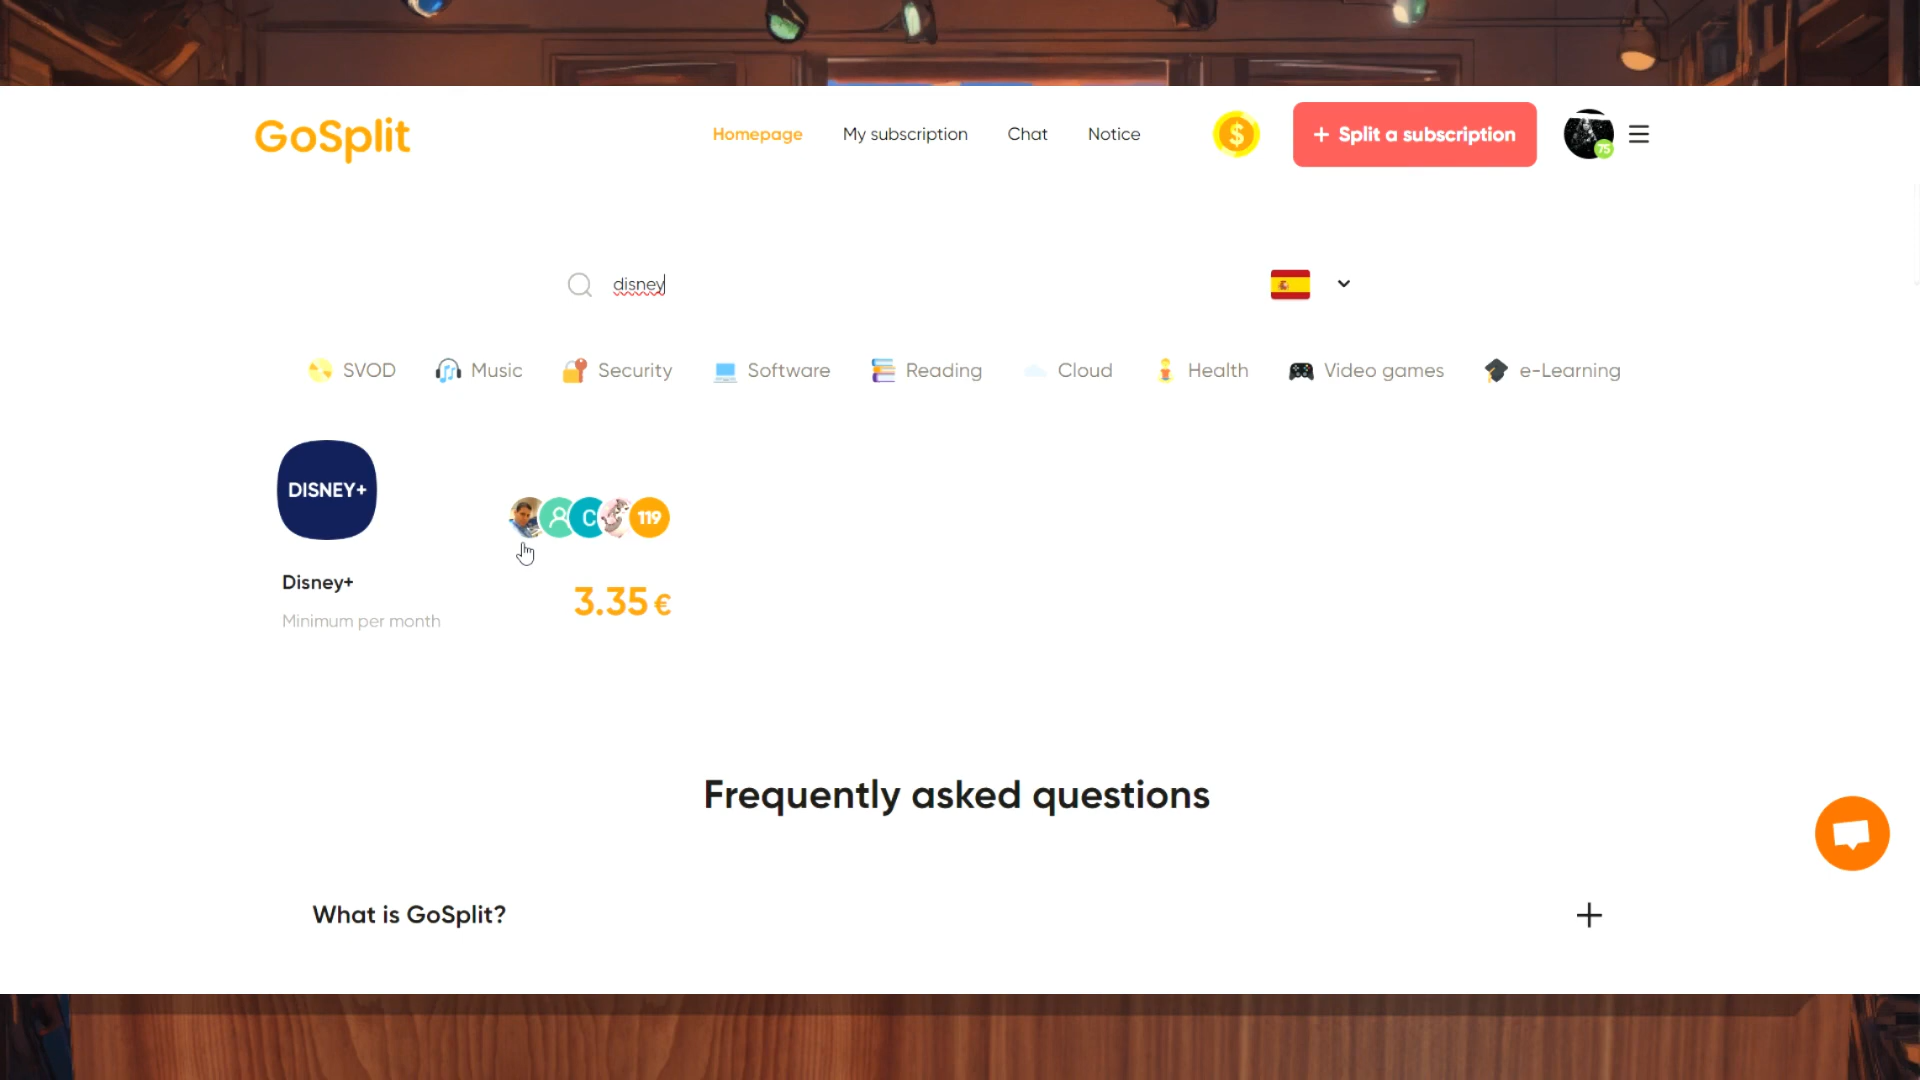 GoSplit
Homepage My subscription Chat Notice $ + Split a subscription 75
disney
SVOD Music Security Software Reading Cloud Health Video games e-Learning
DISNEY+
C 119
Disney+
3.35 €
Minimum per month
Frequently asked questions
What is GoSplit? +